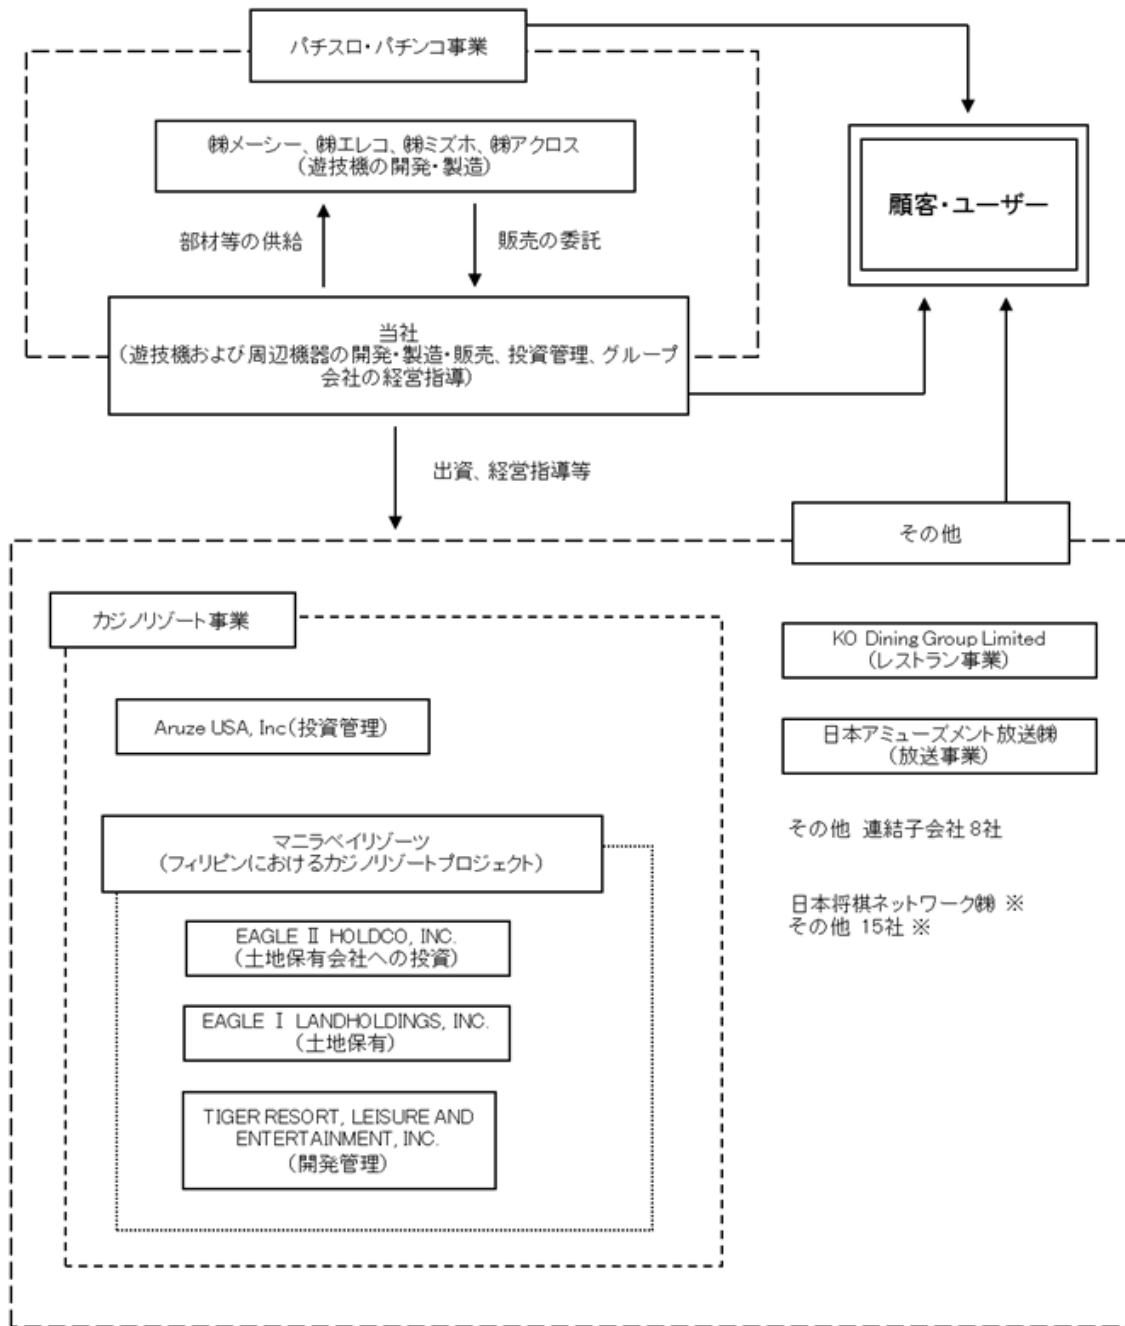 パチスロ・パチンコ事業
㈱メーシー、㈱エレコ、㈱ミズホ、㈱アクロス
（遊技機の開発・製造）
顧客・ユーザー
部材等の供給
販売の委託
当社
（遊技機および周辺機器の開発・製造・販売、投資管理、グループ
会社の経営指導）
出資、経営指導等
その他
カジノリゾート事業
KO Dining Group Limited
（レストラン事業）
Aruze USA, Inc（投資管理）
日本アミューズメント放送㈱
（放送事業）
マニラベイリゾーツ
（フィリピンにおけるカジノリゾートプロジェクト）
その他 連結子会社 8社
日本将棋ネットワーク㈱ ※
その他 15社 ※
EAGLE Ⅱ HOLDCO, INC.
（土地保有会社への投資）
EAGLE Ⅰ LANDHOLDINGS, INC.
（土地保有）
TIGER RESORT, LEISURE AND
ENTERTAINMENT, INC.
（開発管理）